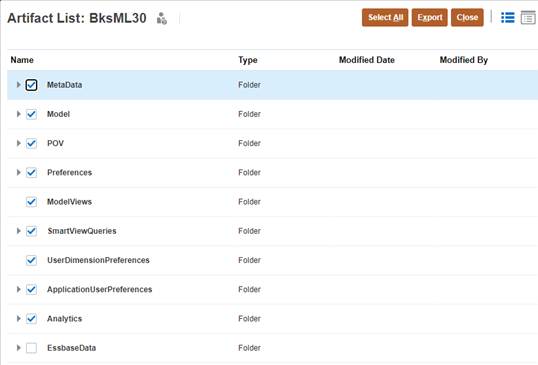 Artifact List: BksML30 Select All Export Close
Name Type Modified Date Modified By
MetaData Folder
Model Folder
POV Folder
Preferences Folder
ModelViews Folder
SmartViewQueries Folder
UserDimensionPreferences Folder
ApplicationUserPreferences Folder
Analytics Folder
EssbaseData Folder